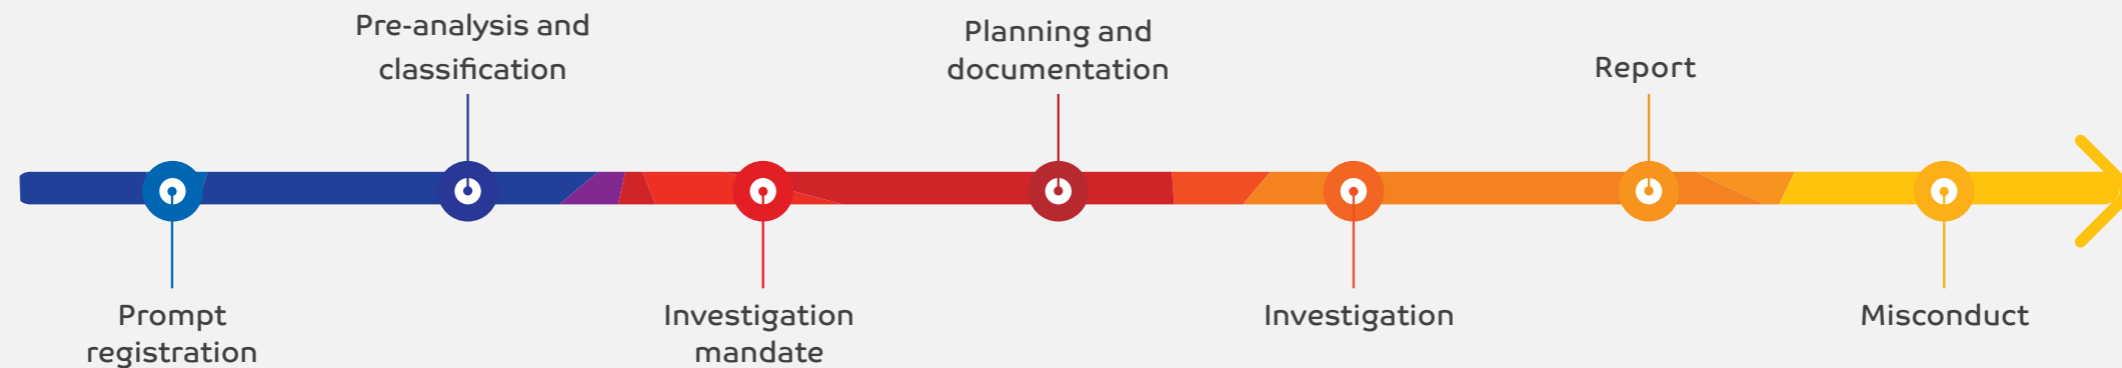 Prompt
registration
Pre-analysis and
classification
Investigation
mandate
Planning and
documentation
Investigation
Report
Misconduct